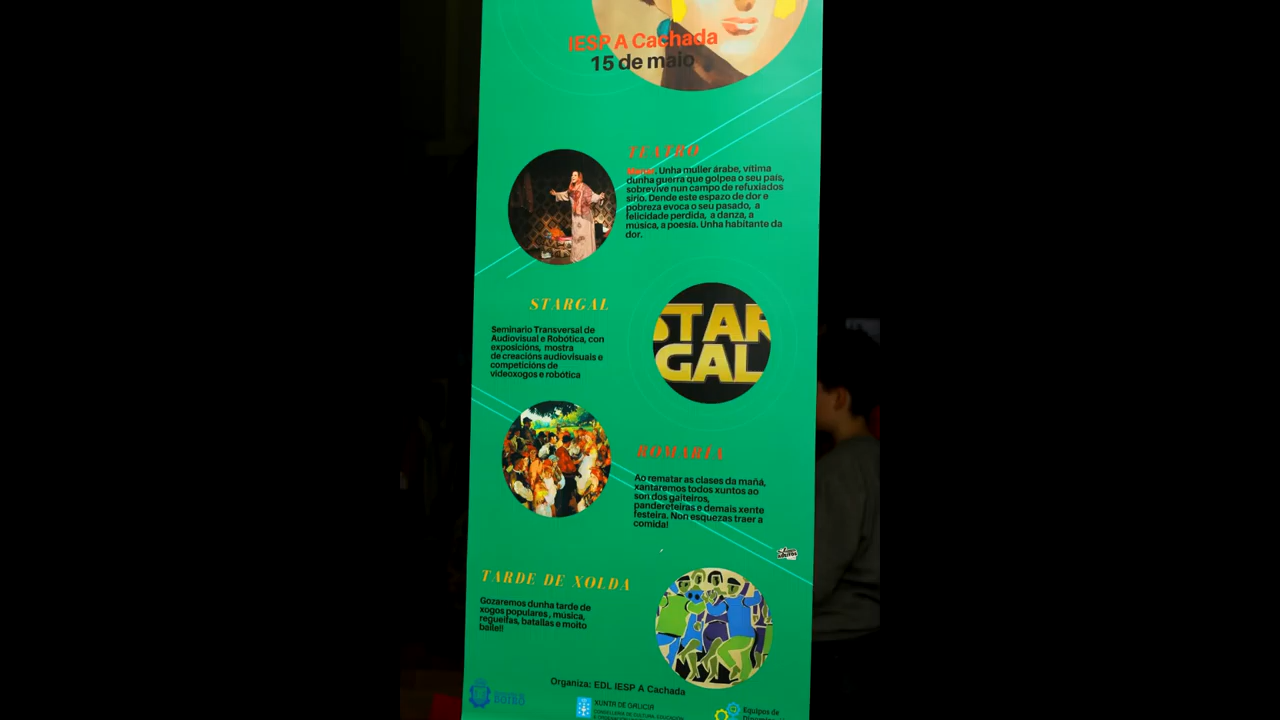 IESP A Cachada
15 de maio
TEATRO
. Unha muller árabe, vítima
dunha guerra que golpea o seu país,
sobrevive nun campo de refuxiados
sirio. Dende este espazo de dor e
pobreza evoca o seu pasado, a
felicidade perdida, a danza, a
música, a poesía. Unha habitante da
dor.
STARGAL
Seminario Transversal de
Audiovisual e Robótica, con
exposicións, mostra
de creacións audiovisuais e
competicións de
videoxogos e robótica
STAR
GAL
ROMARÍA
Ao rematar as clases da mañá,
xantaremos todos xuntos ao
son dos gaiteiros,
pandereteiras e demais xente
festeira. Non esquezas traer a
comida!
TARDE DE XOLDA
Gozaremos dunha tarde de
xogos populares , música,
regueifas, batallas e moito
baile!!
Organiza: EDL IESP A Cachada
BOIRO
XUNTA DE GALICIA
CONSELLERÍA DE CULTURA, EDUCACIÓN
Equipos de